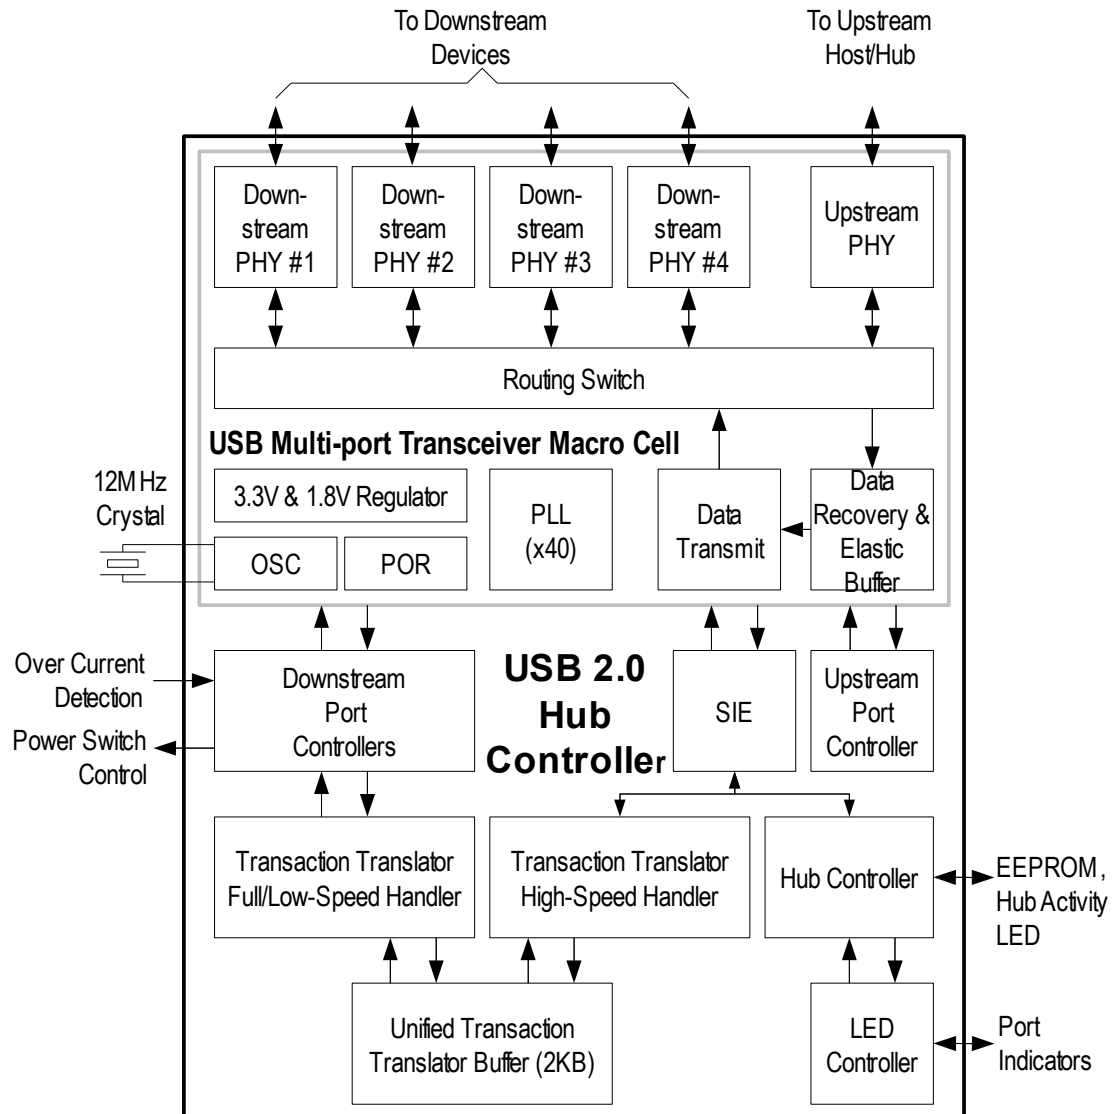 To Downstream
Devices
To Upstream
Host/Hub
Down-
stream
PHY #1
Down-
stream
PHY #2
Down-
stream
PHY #3
Down-
stream
PHY #4
Upstream
PHY
Routing Switch
USB Multi-port Transceiver Macro Cell
12MHz
Crystal
3.3V & 1.8V Regulator
OSC
POR
PLL
(x40)
Data
Transmit
Data
Recovery &
Elastic
Buffer
Over Current
Detection
Power Switch
Control
Downstream
Port
Controllers
USB 2.0
Hub
Controller
SIE
Upstream
Port
Controller
Transaction Translator
Full/Low-Speed Handler
Transaction Translator
High-Speed Handler
Hub Controller
EEPROM,
Hub Activity
LED
Unified Transaction
Translator Buffer (2KB)
LED
Controller
Port
Indicators